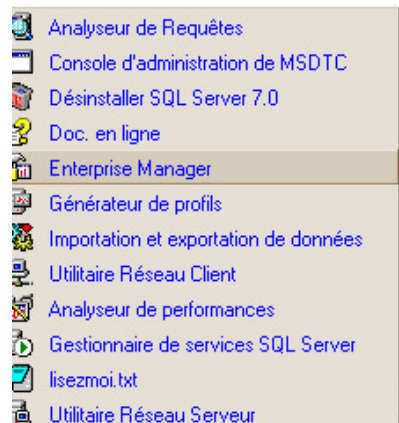 Analyseur de Requêtes
Console d'administration de MSDTC
Désinstaller SQL Server 7.0
Doc. en ligne
Enterprise Manager
Générateur de profils
Importation et exportation de données
Utilitaire Réseau Client
Analyseur de performances
Gestionnaire de services SQL Server
lisezmoi.txt
Utilitaire Réseau Serveur